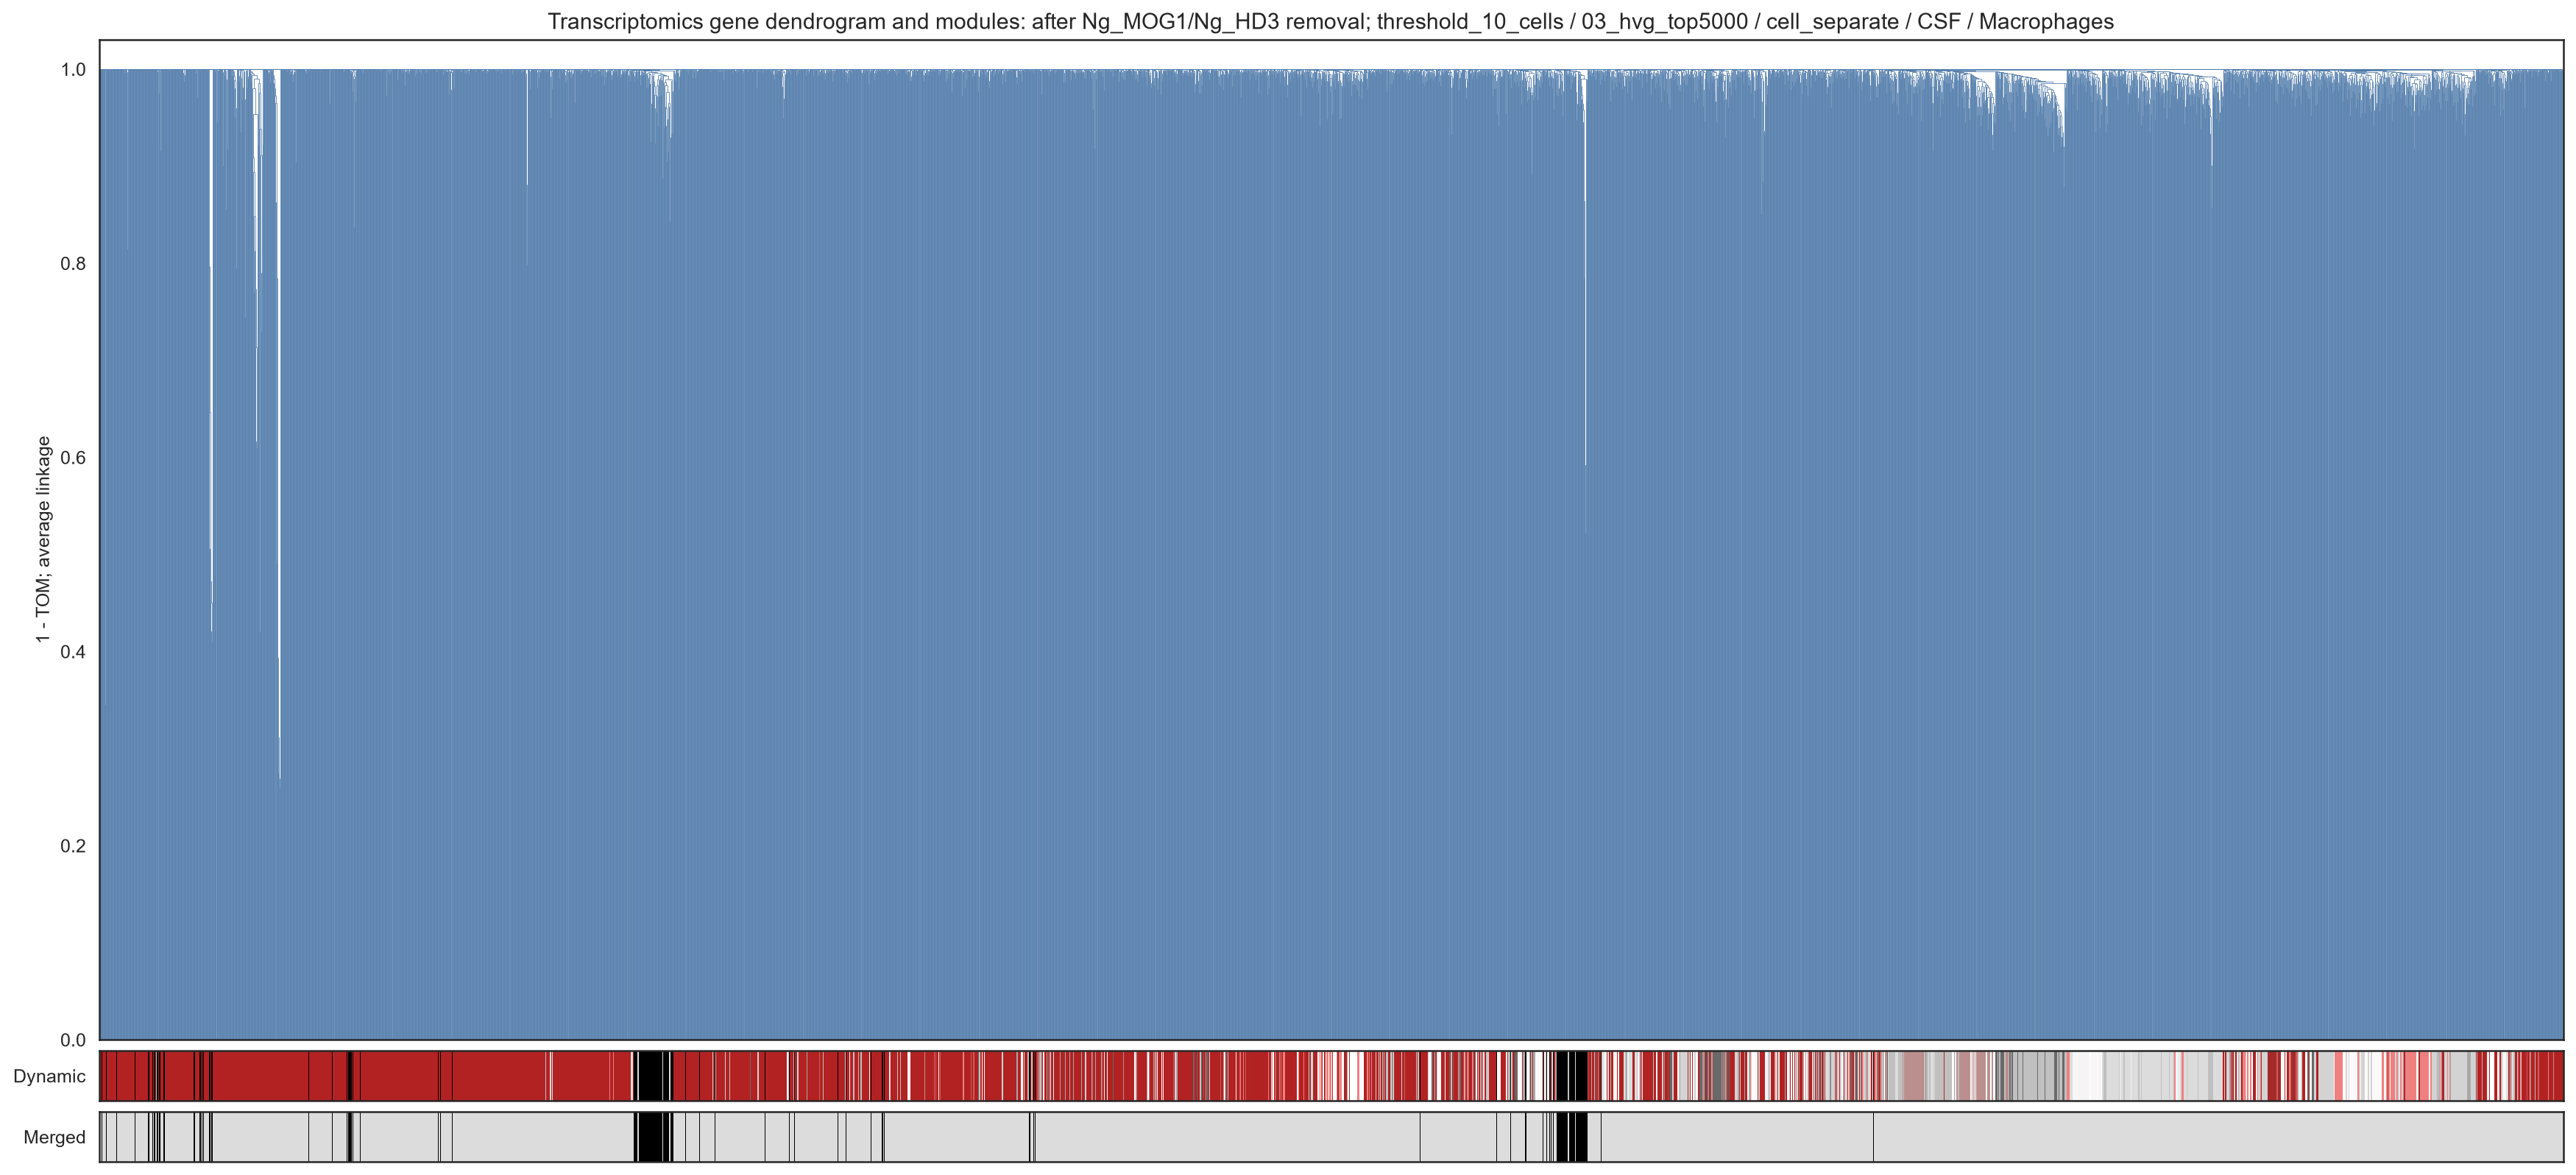 Transcriptomics gene dendrogram and modules: after Ng_MOG1/Ng_HD3 removal; threshold_10_cells / 03_hvg_top5000 / cell_separate / CSF / Macrophages
1 - TOM; average linkage
1.0
0.8
0.6
0.4
0.2
0.0
Dynamic
Merged